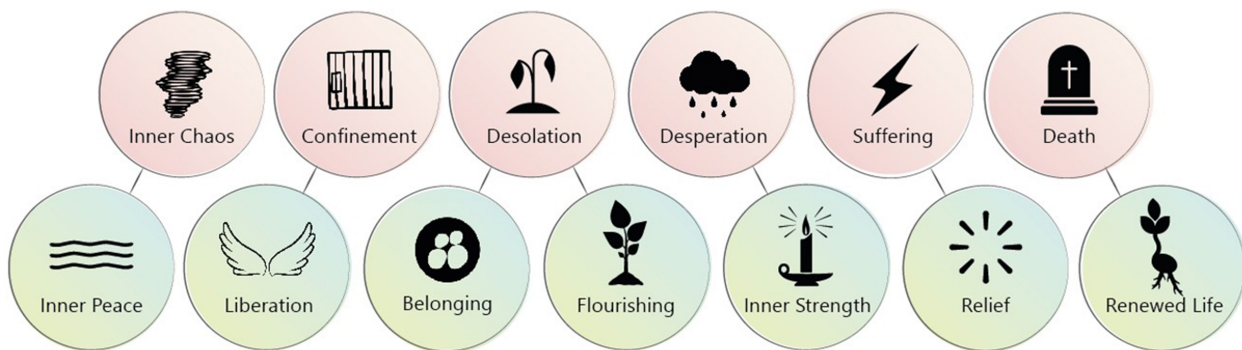 Inner Chaos
Confinement
Desolation
Desperation
Suffering
Death
Inner Peace
Liberation
Belonging
Flourishing
Inner Strength
Relief
Renewed Life